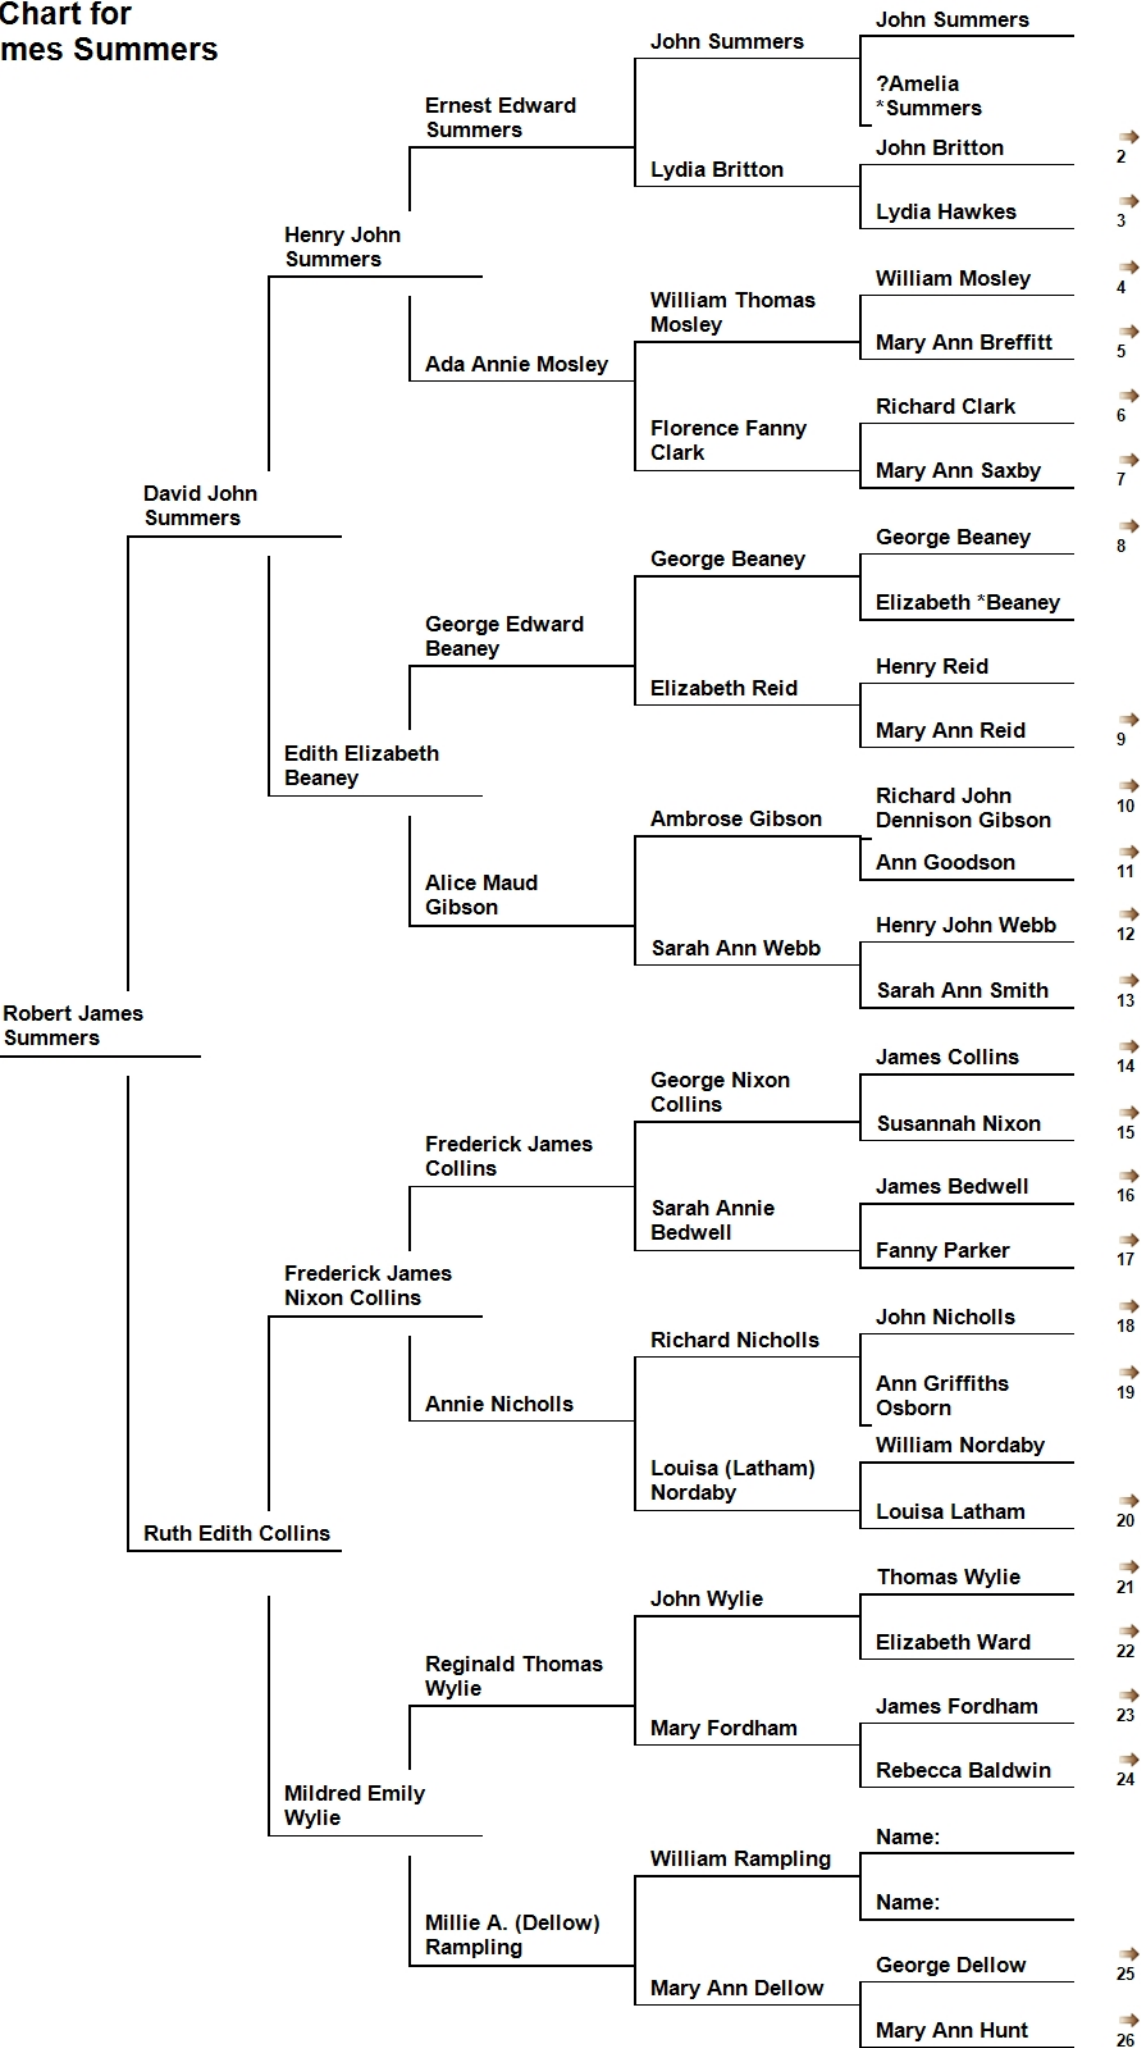 Chart for
mes Summers
John Summers
John Summers
?Amelia
*Summers
Ernest Edward
Summers
2
John Britton
Lydia Britton
3
Lydia Hawkes
Henry John
Summers
4
William Mosley
William Thomas
Mosley
5
Mary Ann Breffitt
Ada Annie Mosley
6
Richard Clark
Florence Fanny
Clark
7
Mary Ann Saxby
David John
Summers
8
George Beaney
George Beaney
Elizabeth *Beaney
George Edward
Beaney
Henry Reid
Elizabeth Reid
9
Mary Ann Reid
Edith Elizabeth
Beaney
10
Richard John
Dennison Gibson
Ambrose Gibson
11
Ann Goodson
Alice Maud
Gibson
12
Henry John Webb
Sarah Ann Webb
13
Sarah Ann Smith
Robert James
Summers
14
James Collins
George Nixon
Collins
15
Susannah Nixon
Frederick James
Collins
16
James Bedwell
Sarah Annie
Bedwell
17
Fanny Parker
Frederick James
Nixon Collins
18
John Nicholls
Richard Nicholls
19
Ann Griffiths
Osborn
Annie Nicholls
William Nordaby
Louisa (Latham)
Nordaby
20
Louisa Latham
Ruth Edith Collins
21
Thomas Wylie
John Wylie
22
Elizabeth Ward
Reginald Thomas
Wylie
23
James Fordham
Mary Fordham
24
Rebecca Baldwin
Mildred Emily
Wylie
Name:
William Rampling
Name:
Millie A. (Dellow)
Rampling
25
George Dellow
Mary Ann Dellow
26
Mary Ann Hunt